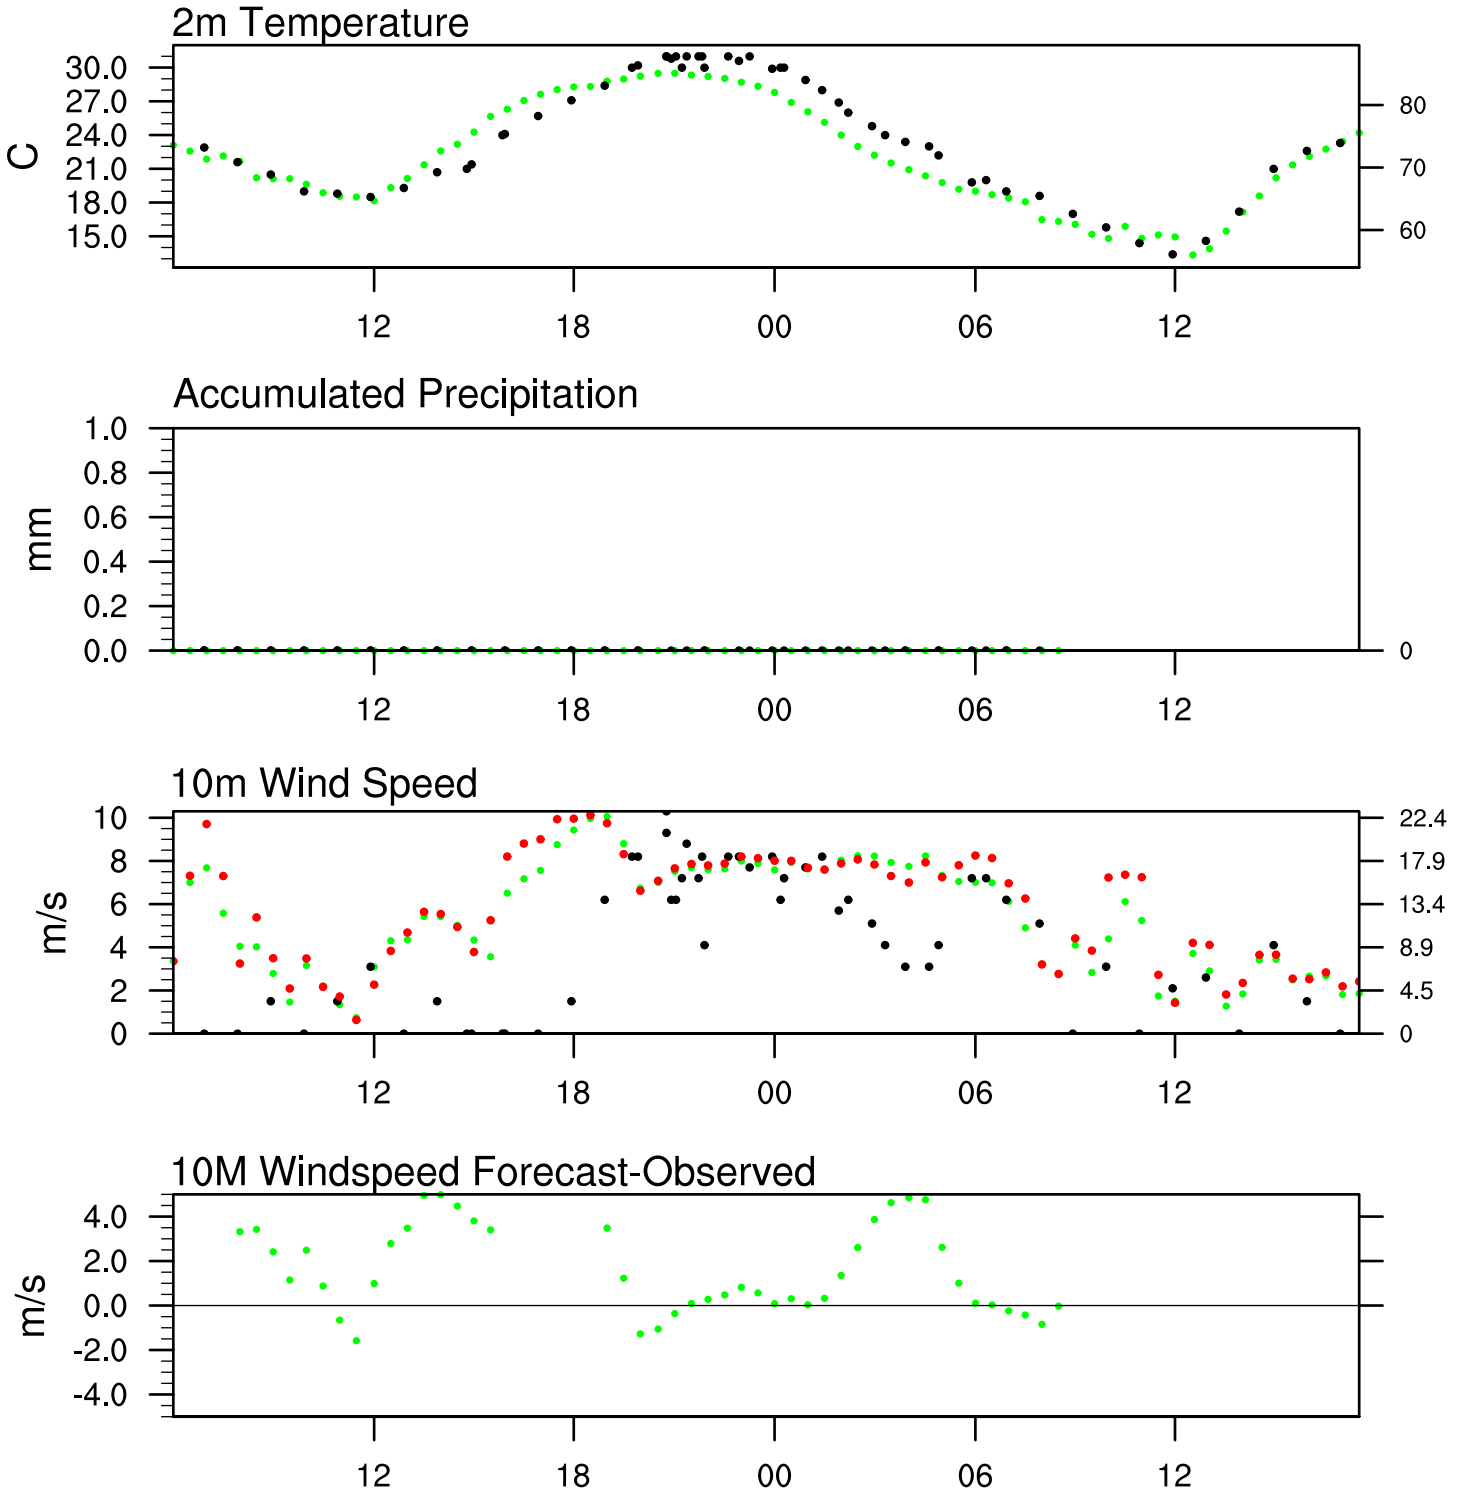 2m Temperature
30.0
27.0
24.0
21.0
18.0
15.0
C
80
70
60
12 18 00 06 12
Accumulated Precipitation
1.0
0.8
0.6
0.4
0.2
0.0
mm
0
12 18 00 06 12
10m Wind Speed
10
8
6
4
2
0
m/s
22.4
17.9
13.4
8.9
4.5
0
12 18 00 06 12
10M Windspeed Forecast-Observed
4.0
2.0
0.0
-2.0
-4.0
m/s
12 18 00 06 12